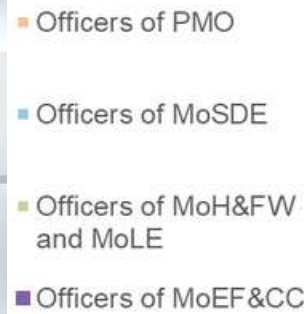 Officers of PMO
Officers of MoSDE
Officers of MoH&FW
and MoLE
Officers of MoEF&CC